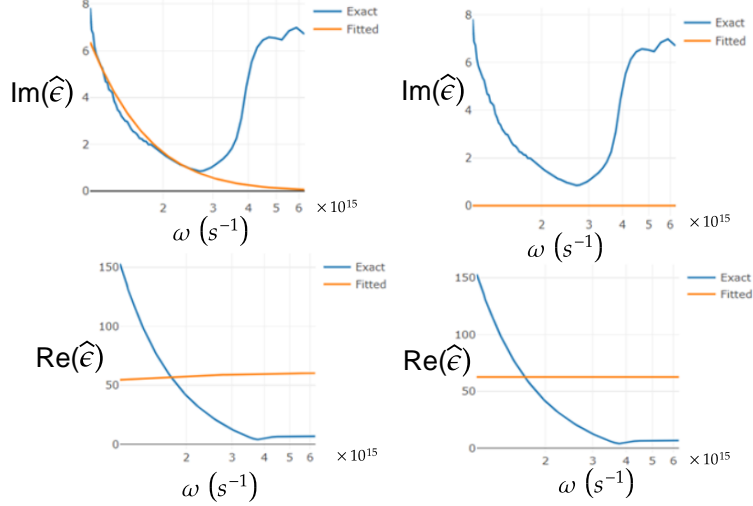 8
6
4
2
0
Im(ϵ̂)
2 3 4 5 6 ×10¹⁵
ω (s⁻¹)
Exact
Fitted
8
6
4
2
0
Im(ϵ̂)
2 3 4 5 6 ×10¹⁵
ω (s⁻¹)
Exact
Fitted
150
100
50
0
Re(ϵ̂)
2 3 4 5 6 ×10¹⁵
ω (s⁻¹)
Exact
Fitted
150
100
50
0
Re(ϵ̂)
2 3 4 5 6 ×10¹⁵
ω (s⁻¹)
Exact
Fitted